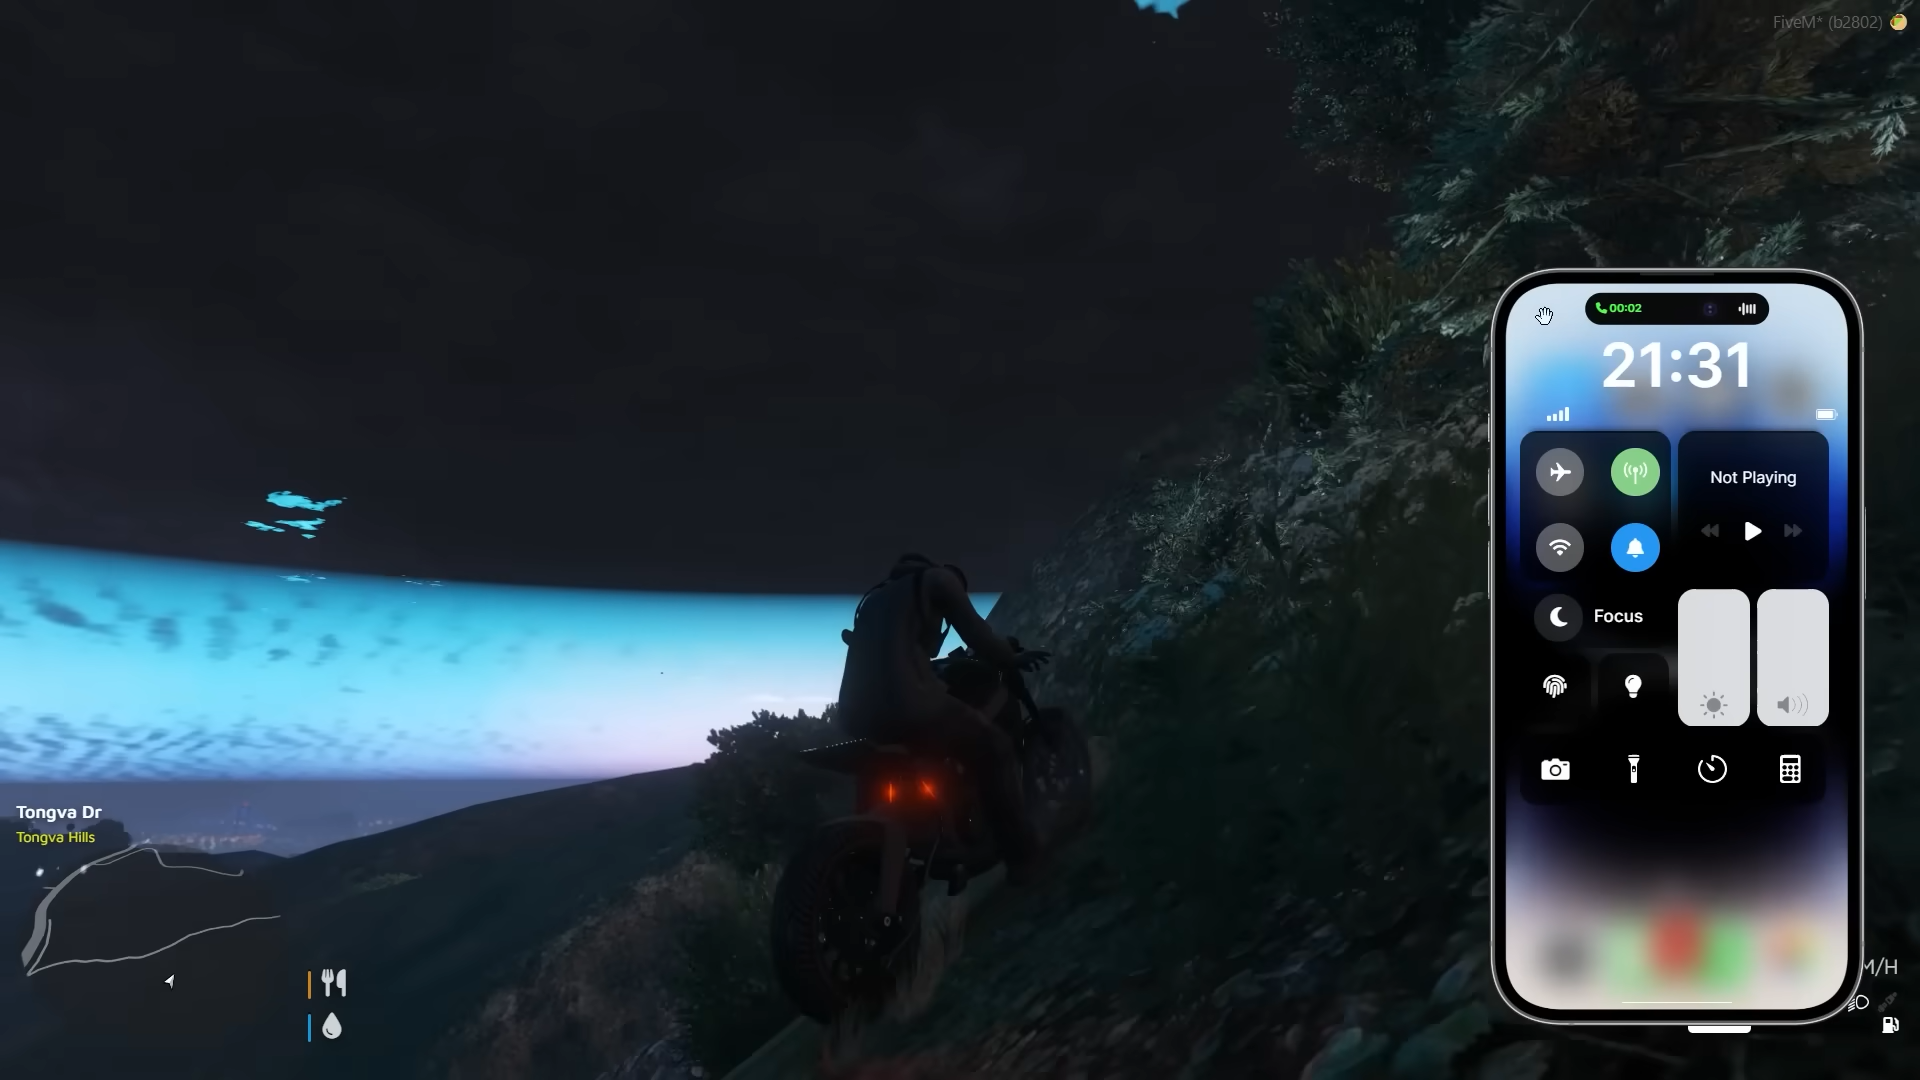 FiveM* (b2802)
00:02
21:31
Not Playing
Focus
Tongva Dr
Tongva Hills
M/H